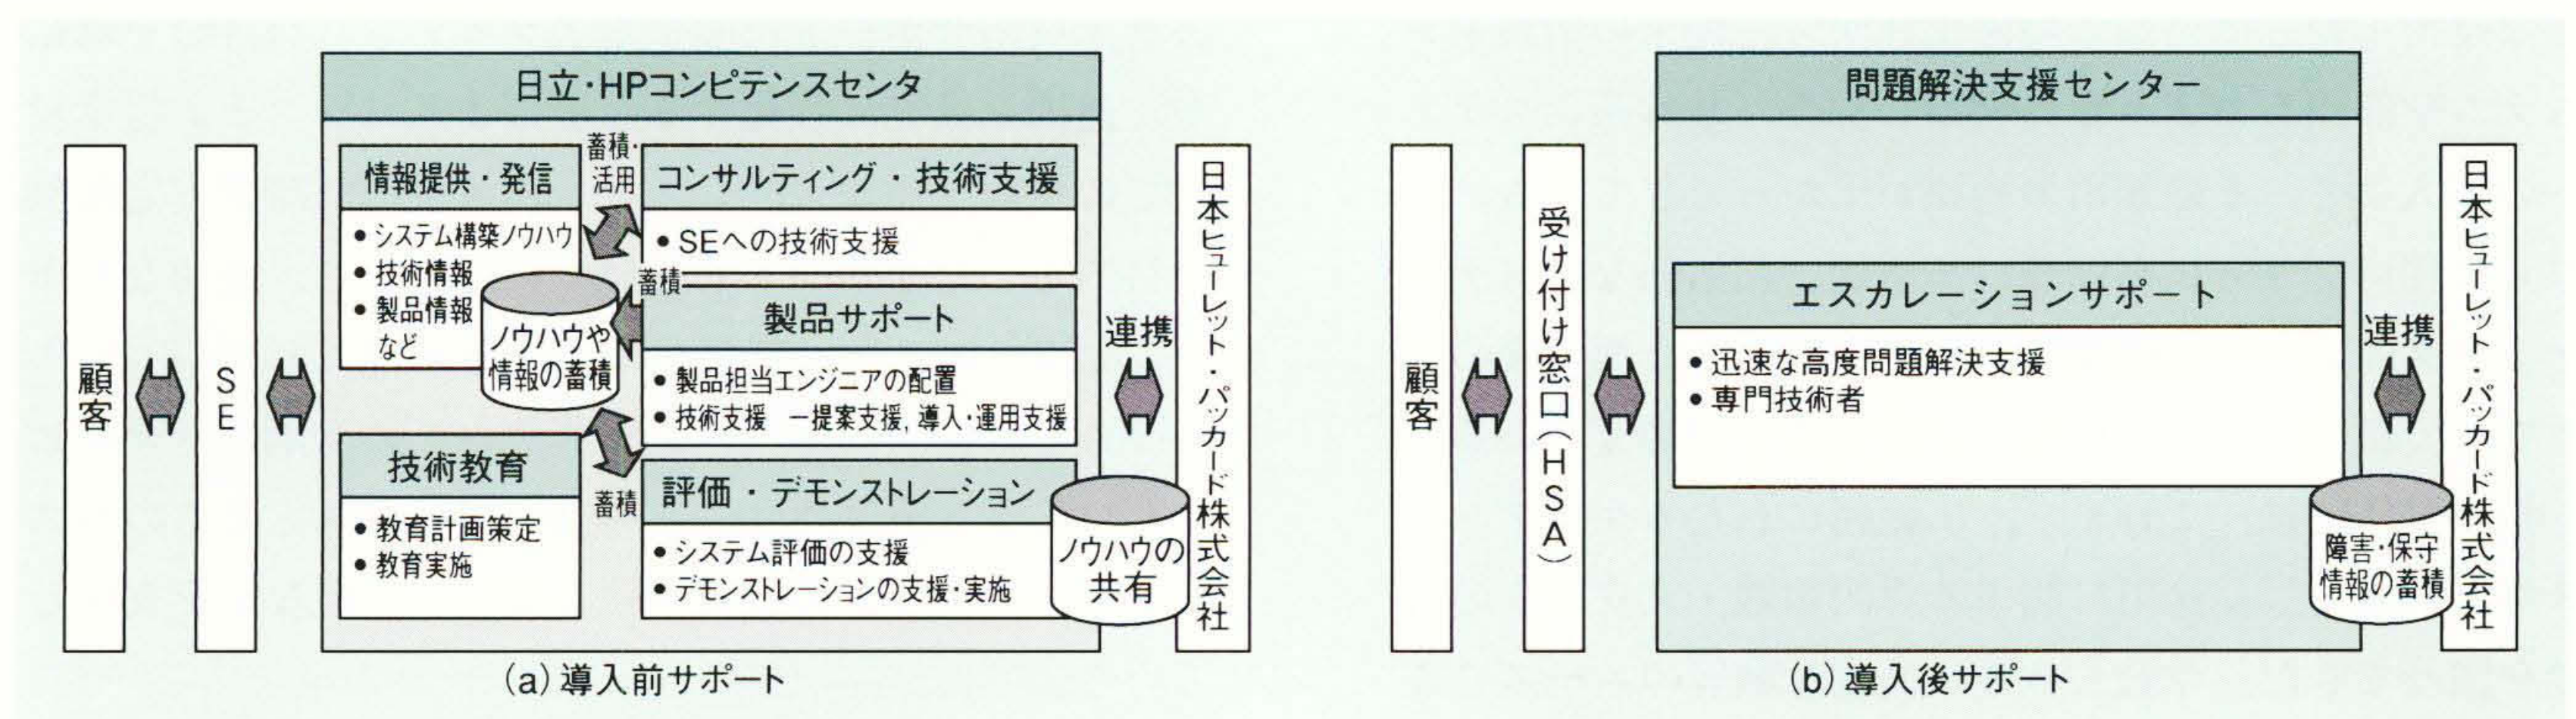 顧客
SE
日立・HPコンピテンスセンタ
情報提供・発信
• システム構築ノウハウ
• 技術情報
• 製品情報
など
ノウハウや
情報の蓄積
技術教育
• 教育計画策定
• 教育実施
蓄積・
活用
蓄積
蓄積
コンサルティング・技術支援
• SEへの技術支援
製品サポート
• 製品担当エンジニアの配置
• 技術支援 ー提案支援, 導入・運用支援
評価・デモンストレーション
• システム評価の支援
• デモンストレーションの支援・実施
ノウハウの
共有
連携
日本ヒューレット・パッカード株式会社
(a)導入前サポート
顧客
受け付け窓口(HSA)
問題解決支援センター
エスカレーションサポート
• 迅速な高度問題解決支援
• 専門技術者
連携
障害・保守
情報の蓄積
日本ヒューレット・パッカード株式会社
(b)導入後サポート